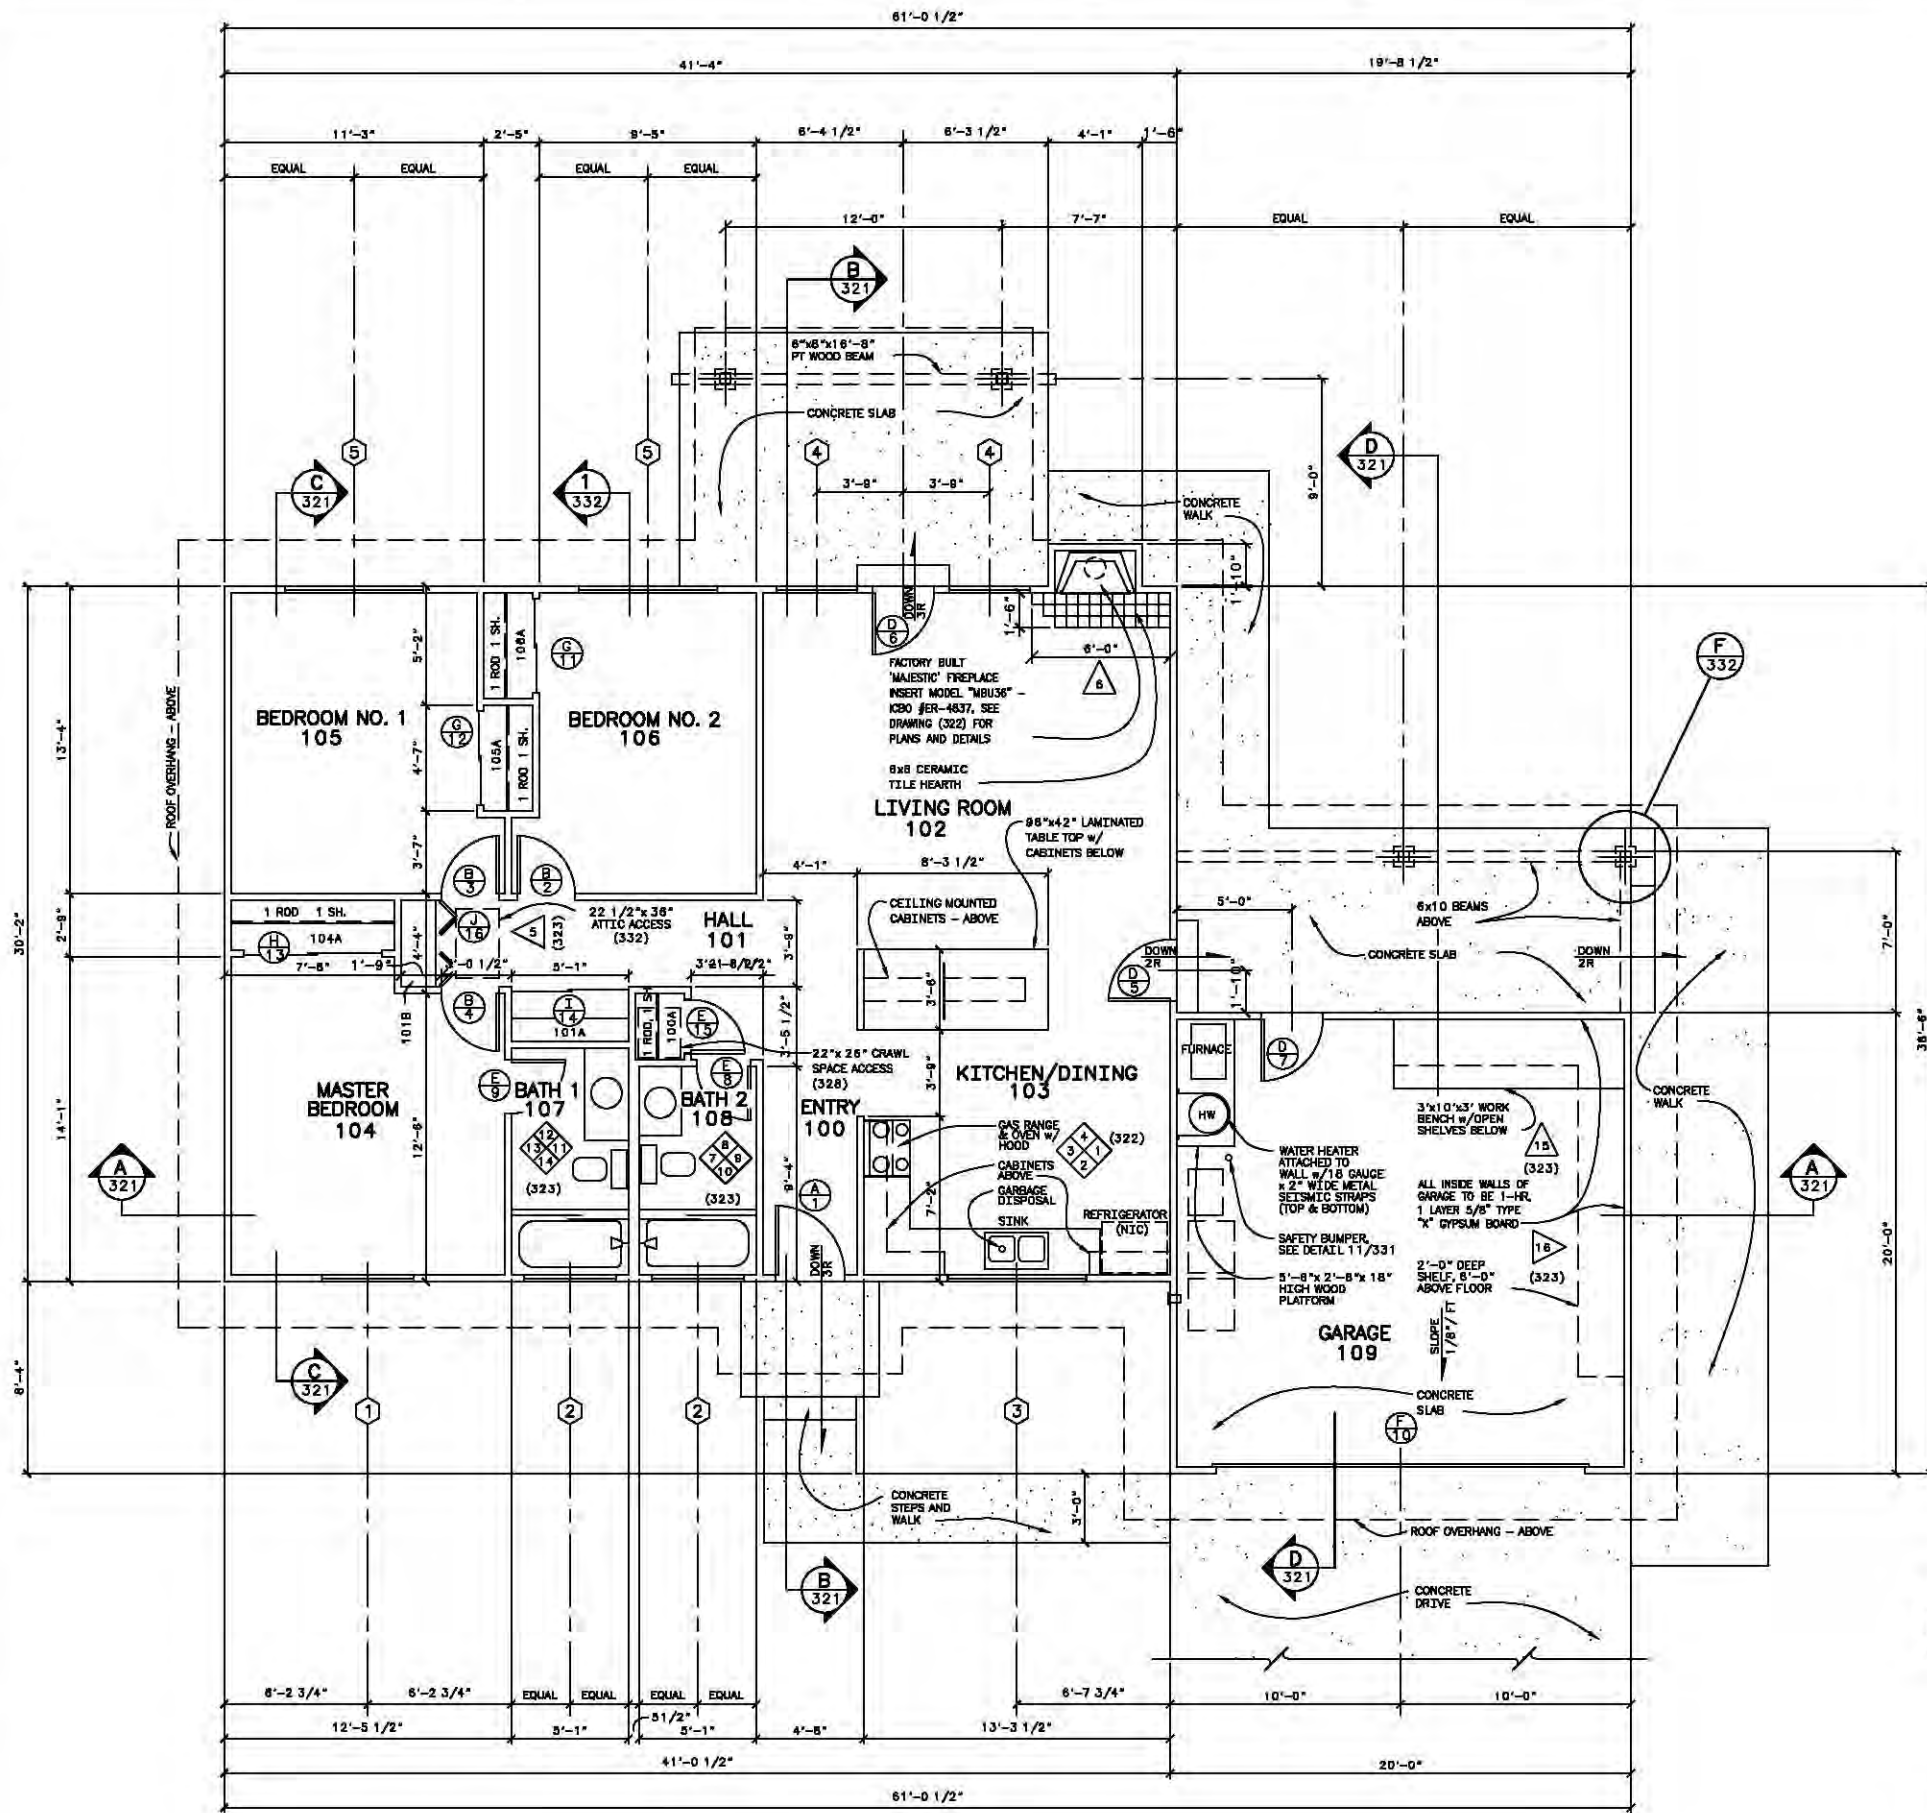 61'-0 1/2"
41'-4"
19'-8 1/2"
11'-3"
2'-5"
9'-5"
6'-4 1/2"
6'-3 1/2"
4'-1"
1'-6"
EQUAL
EQUAL
EQUAL
EQUAL
12'-0"
7'-7"
EQUAL
EQUAL
B
321
6"x8"x16'-8"
PT WOOD BEAM
CONCRETE SLAB
5
5
4
4
D
321
C
321
1
332
3'-9"
3'-9"
9'-0"
CONCRETE
WALK
1'-10"
DOWN
3R
D
6
1'-6"
6'-0"
6
5'-2"
1 ROD 1 SH.
106A
G
11
FACTORY BUILT
'MAJESTIC' FIREPLACE
INSERT MODEL "MBU36" -
ICBO #ER-4637, SEE
DRAWING (322) FOR
PLANS AND DETAILS
F
332
ROOF OVERHANG - ABOVE
BEDROOM NO. 1
105
G
12
4'-7"
105A
1 ROD 1 SH.
BEDROOM NO. 2
106
13'-4"
6x6 CERAMIC
TILE HEARTH
LIVING ROOM
102
96"x42" LAMINATED
TABLE TOP w/
CABINETS BELOW
3'-7"
B
3
B
2
4'-1"
8'-3 1/2"
CEILING MOUNTED
CABINETS - ABOVE
5'-0"
6x10 BEAMS
ABOVE
7'-0"
30'-2"
2'-9"
1 ROD 1 SH.
H
13
104A
J
16
5
(323)
22 1/2"x 36"
ATTIC ACCESS
(332)
HALL
101
3'-9"
4'-4"
7'-6"
1'-9"
5'-1"
3'-6"
DOWN
2R
D
5
1'-10"
CONCRETE SLAB
DOWN
2R
38'-6"
101B
B
4
I
14
101A
1 ROD, 1 SH
100A
E
15
3'-5 1/2"
22"x 26" CRAWL
SPACE ACCESS
(328)
3'-9"
KITCHEN/DINING
103
FURNACE
D
7
14'-1"
MASTER
BEDROOM
104
12'-6"
E
9
BATH 1
107
E
8
BATH 2
108
ENTRY
100
HW
3'x10'x3' WORK
BENCH w/OPEN
SHELVES BELOW
CONCRETE
WALK
A
321
12
13
11
14
(323)
8
7
9
10
(323)
9'-4"
A
1
GAS RANGE
& OVEN w/
HOOD
CABINETS
ABOVE
GARBAGE
DISPOSAL
SINK
4
3
1
2
(322)
REFRIGERATOR
(NIC)
7'-2"
WATER HEATER
ATTACHED TO
WALL w/18 GAUGE
x 2" WIDE METAL
SEISMIC STRAPS
(TOP & BOTTOM)
SAFETY BUMPER,
SEE DETAIL 11/331
5'-6"x 2'-6"x 18"
HIGH WOOD
PLATFORM
15
(323)
ALL INSIDE WALLS OF
GARAGE TO BE 1-HR,
1 LAYER 5/8" TYPE
"X" GYPSUM BOARD
16
(323)
A
321
20'-0"
2'-0" DEEP
SHELF, 6'-0"
ABOVE FLOOR
DOWN
3R
GARAGE
109
SLOPE
1/8"/ FT
8'-4"
C
321
1
2
2
3
CONCRETE
SLAB
F
10
CONCRETE
STEPS AND
WALK
3'-0"
ROOF OVERHANG - ABOVE
B
321
D
321
CONCRETE
DRIVE
6'-2 3/4"
6'-2 3/4"
EQUAL
EQUAL
EQUAL
EQUAL
6'-7 3/4"
10'-0"
10'-0"
12'-5 1/2"
5'-1"
51/2"
5'-1"
4'-8"
13'-3 1/2"
41'-0 1/2"
20'-0"
61'-0 1/2"